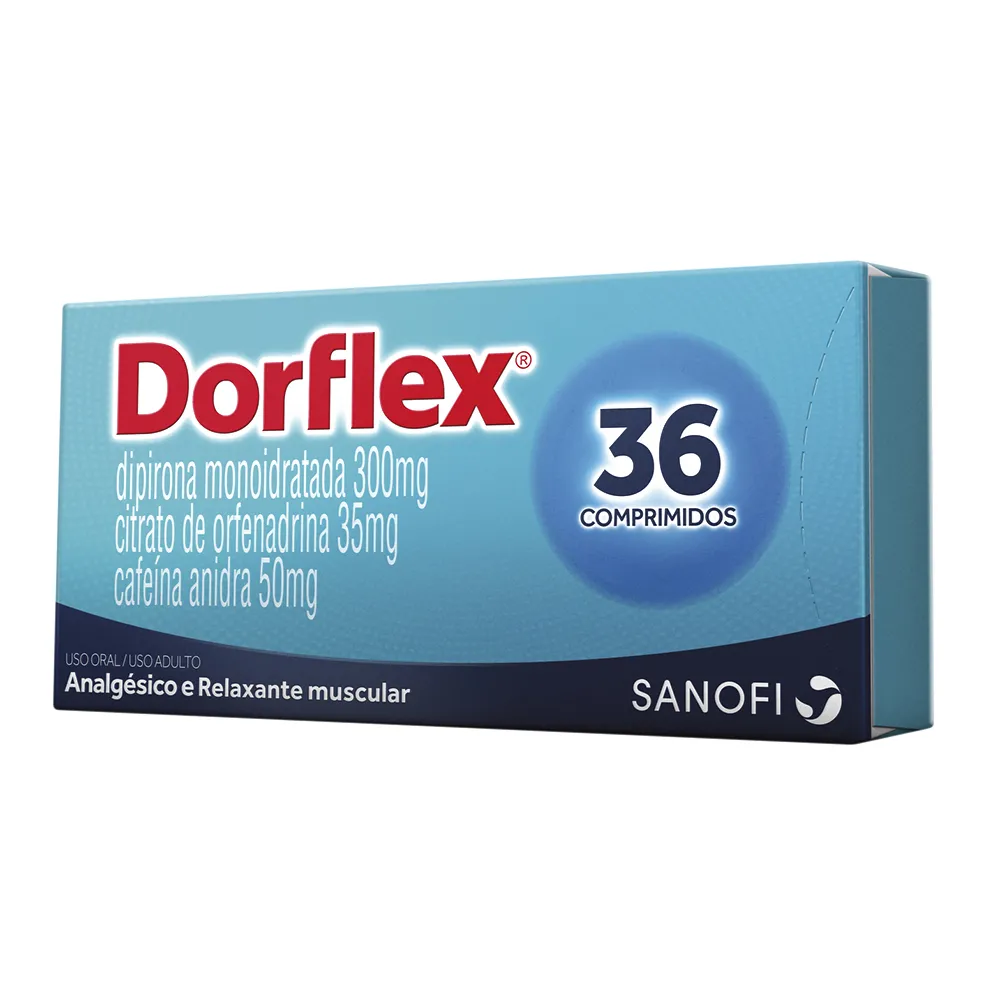 Dorflex®
dipirona monoidratada 300mg
citrato de orfenadrina 35mg
cafeína anidra 50mg
36
COMPRIMIDOS
USO ORAL / USO ADULTO
Analgésico e Relaxante muscular
SANOFI